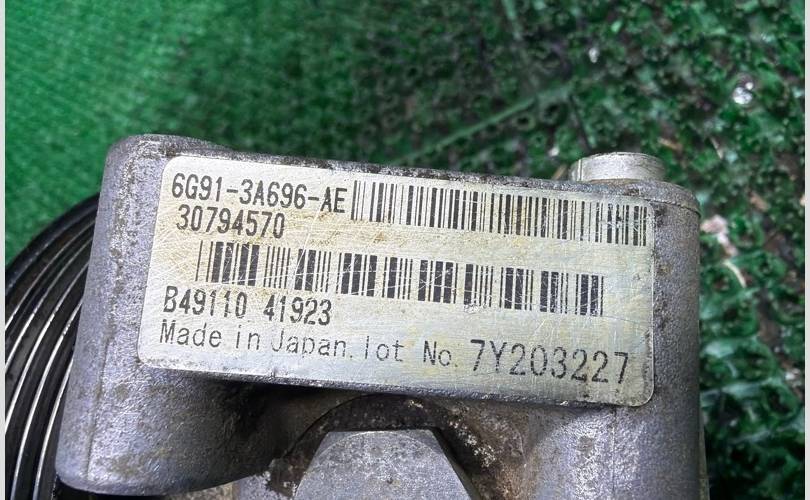 6G91-3A696-AE
30794570
B49110 41923
Made in Japan. lot No. 7Y203227